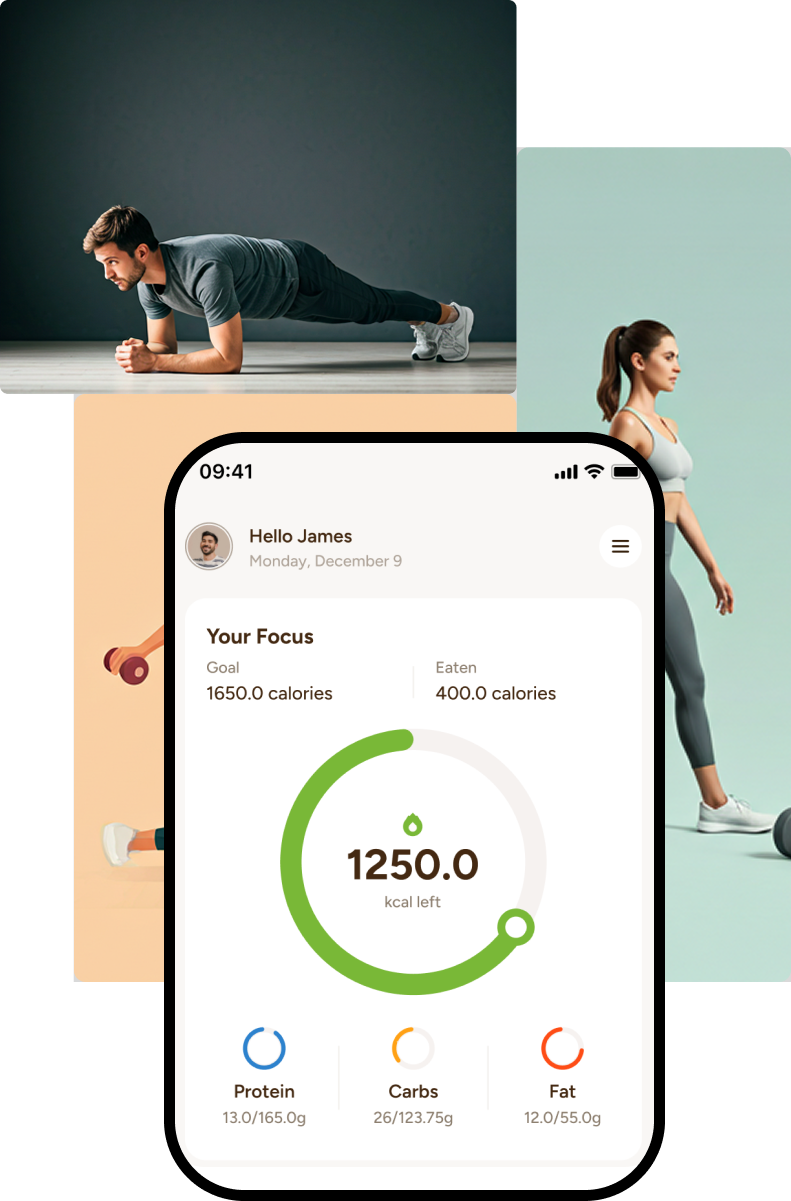 09:41
Hello James
Monday, December 9
Your Focus
Goal
Eaten
1650.0 calories
400.0 calories
1250.0
kcal left
Protein
Carbs
Fat
13.0/165.0g
26/123.75g
12.0/55.0g